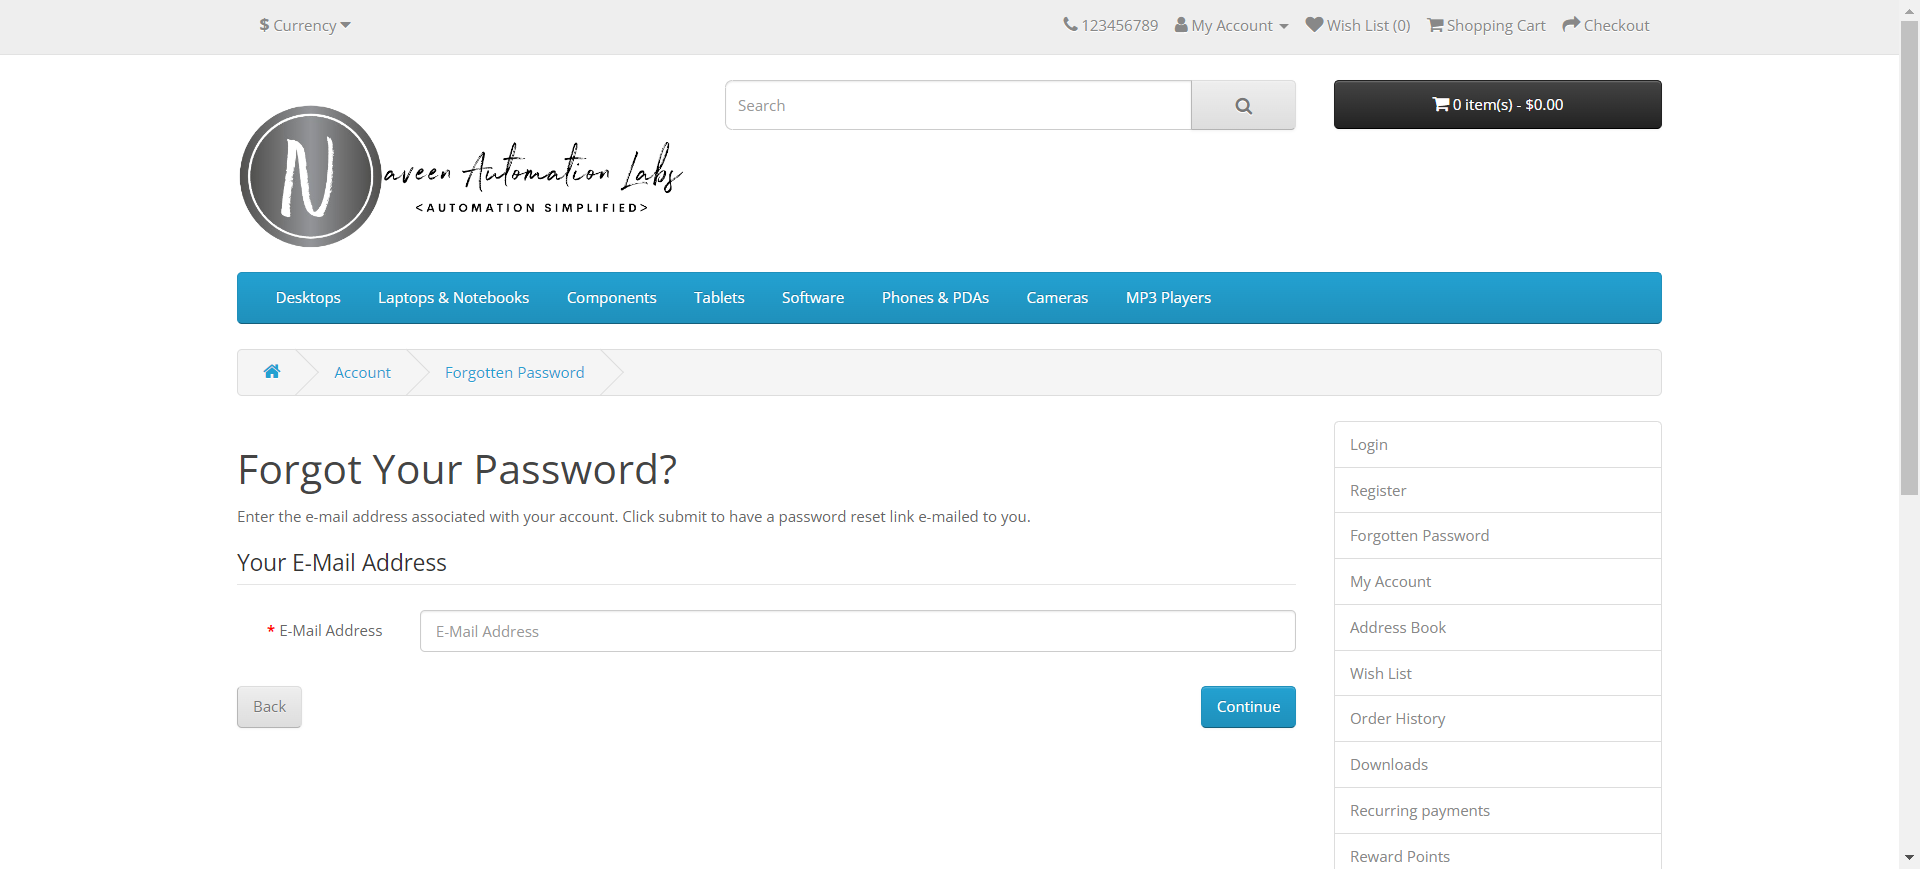 $ Currency
123456789 My Account Wish List (0) Shopping Cart Checkout
Search
0 item(s) - $0.00
Naveen Automation Labs
<AUTOMATION SIMPLIFIED>
Desktops Laptops & Notebooks Components Tablets Software Phones & PDAs Cameras MP3 Players
Account Forgotten Password
Forgot Your Password?
Enter the e-mail address associated with your account. Click submit to have a password reset link e-mailed to you.
Your E-Mail Address
* E-Mail Address
E-Mail Address
Back
Continue
Login
Register
Forgotten Password
My Account
Address Book
Wish List
Order History
Downloads
Recurring payments
Reward Points